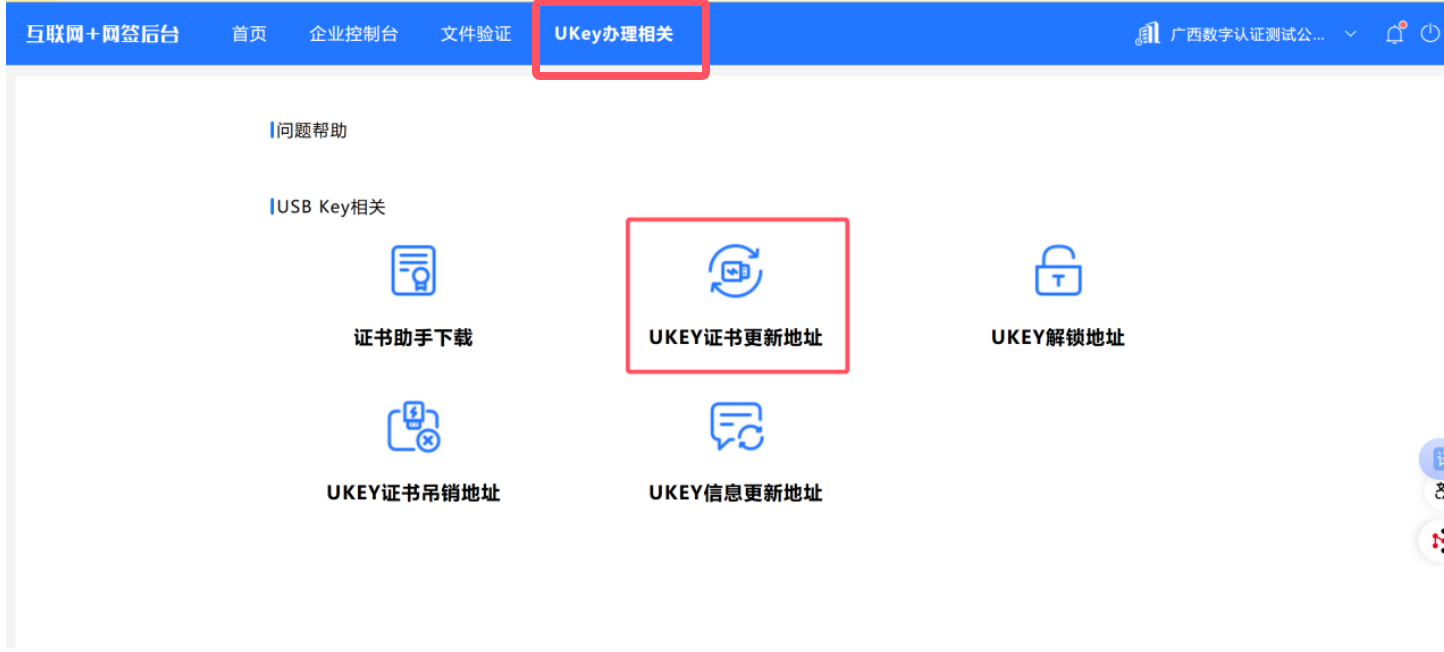 互联网+网签后台 首页 企业控制台 文件验证 UKey办理相关 广西数字认证测试公...
问题帮助
USB Key相关
证书助手下载 UKEY证书更新地址 UKEY解锁地址
UKEY证书吊销地址 UKEY信息更新地址